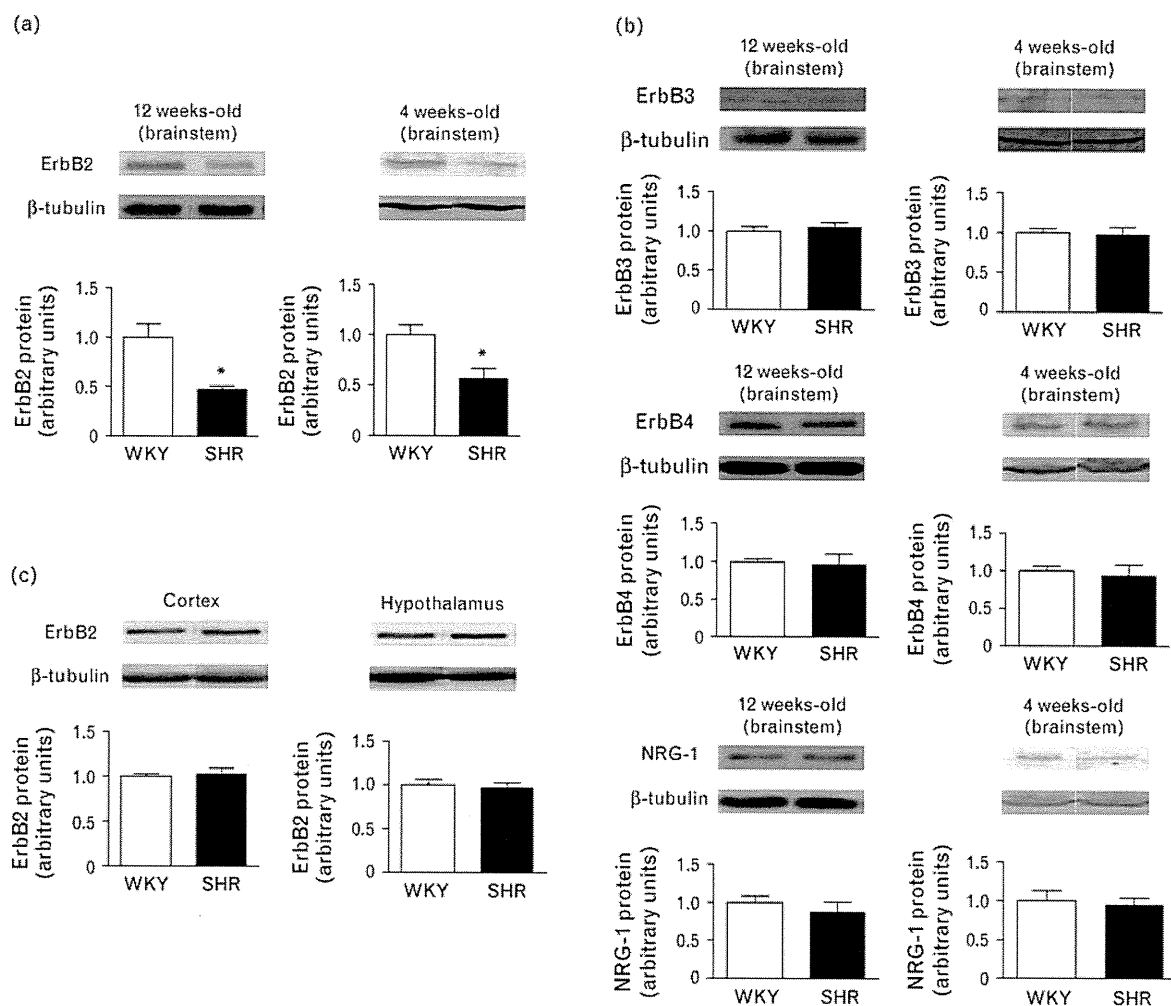 (a)
12 weeks-old
(brainstem)
4 weeks-old
(brainstem)
ErbB2
β-tubulin
ErbB2 protein
(arbitrary units)
1.5
1.0
0.5
0
*
WKY SHR
ErbB2 protein
(arbitrary units)
1.5
1.0
0.5
0
*
WKY SHR
(b)
12 weeks-old
(brainstem)
4 weeks-old
(brainstem)
ErbB3
β-tubulin
ErbB3 protein
(arbitrary units)
1.5
1.0
0.5
0
WKY SHR
ErbB3 protein
(arbitrary units)
1.5
1.0
0.5
0
WKY SHR
12 weeks-old
(brainstem)
4 weeks-old
(brainstem)
ErbB4
β-tubulin
ErbB4 protein
(arbitrary units)
1.5
1.0
0.5
0
WKY SHR
ErbB4 protein
(arbitrary units)
1.5
1.0
0.5
0
WKY SHR
12 weeks-old
(brainstem)
4 weeks-old
(brainstem)
NRG-1
β-tubulin
NRG-1 protein
(arbitrary units)
1.5
1.0
0.5
0
WKY SHR
NRG-1 protein
(arbitrary units)
1.5
1.0
0.5
0
WKY SHR
(c)
Cortex
Hypothalamus
ErbB2
β-tubulin
ErbB2 protein
(arbitrary units)
1.5
1.0
0.5
0
WKY SHR
ErbB2 protein
(arbitrary units)
1.5
1.0
0.5
0
WKY SHR